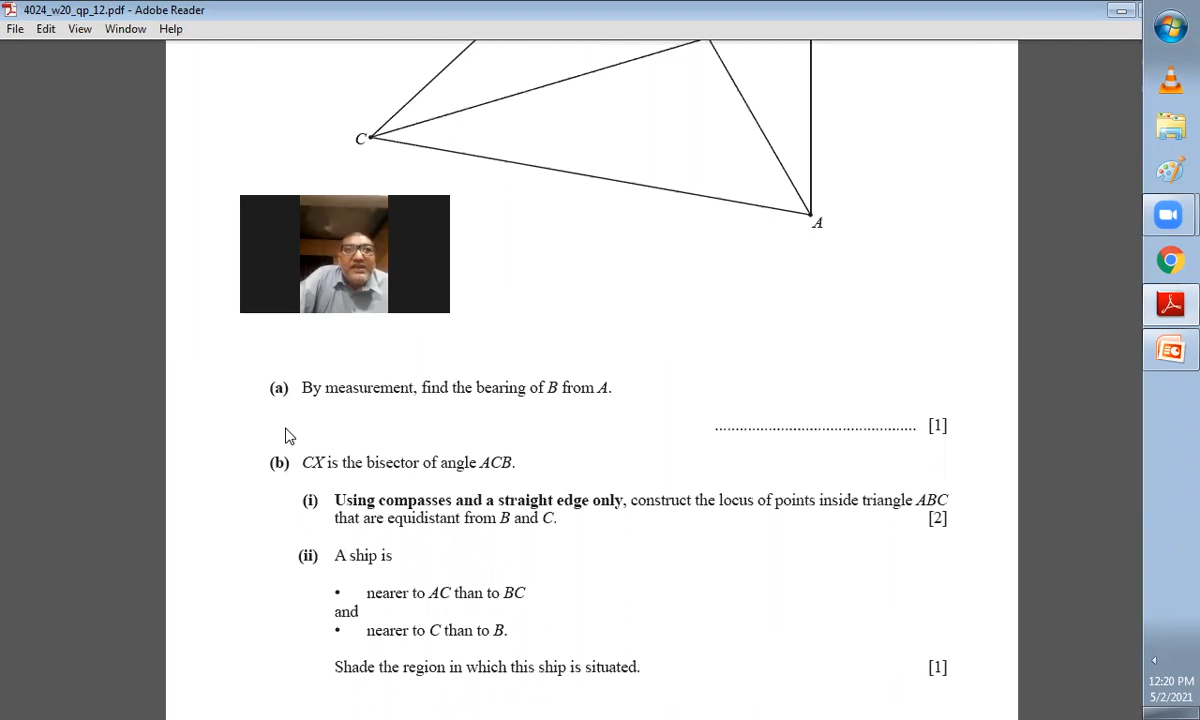 4024_w20_qp_12.pdf - Adobe Reader
File Edit View Window Help
C
A
(a) By measurement, find the bearing of B from A.
................................................ [1]
(b) CX is the bisector of angle ACB.
(i) Using compasses and a straight edge only, construct the locus of points inside triangle ABC
that are equidistant from B and C. [2]
(ii) A ship is
• nearer to AC than to BC
and
• nearer to C than to B.
Shade the region in which this ship is situated. [1]
12:20 PM
5/2/2021